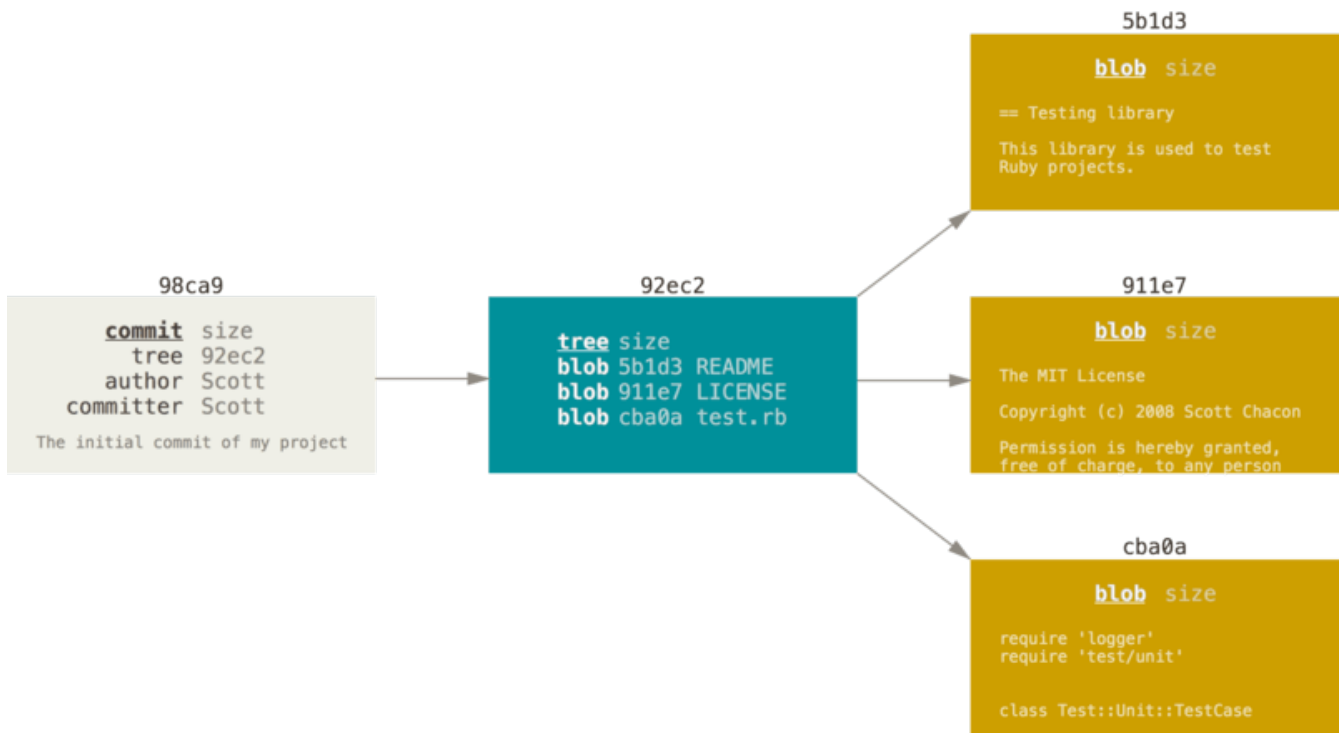 98ca9
commit size
tree 92ec2
author Scott
committer Scott
The initial commit of my project
92ec2
tree size
blob 5b1d3 README
blob 911e7 LICENSE
blob cba0a test.rb
5b1d3
blob size
== Testing library
This library is used to test
Ruby projects.
911e7
blob size
The MIT License
Copyright (c) 2008 Scott Chacon
Permission is hereby granted,
free of charge, to any person
cba0a
blob size
require 'logger'
require 'test/unit'
class Test::Unit::TestCase